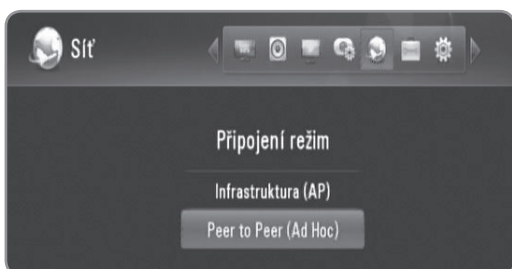 Síť
Připojení režim
Infrastruktura (AP)
Peer to Peer (Ad Hoc)